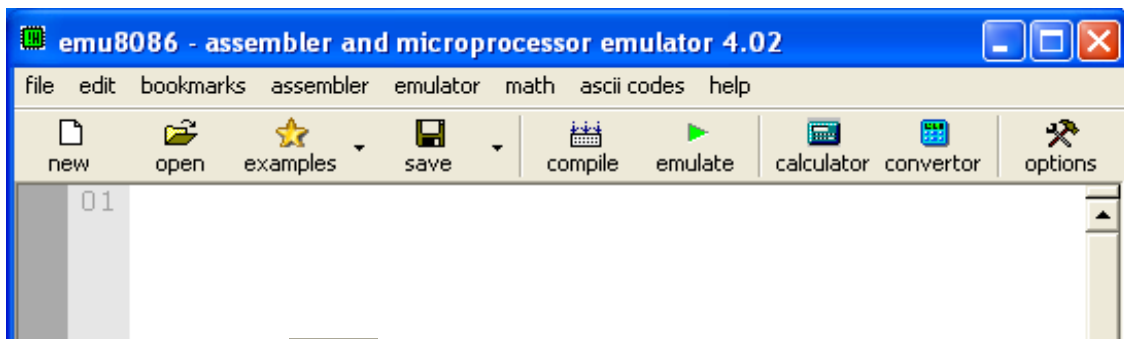 emu8086 - assembler and microprocessor emulator 4.02
file edit bookmarks assembler emulator math ascii codes help
new open examples save compile emulate calculator convertor options
01